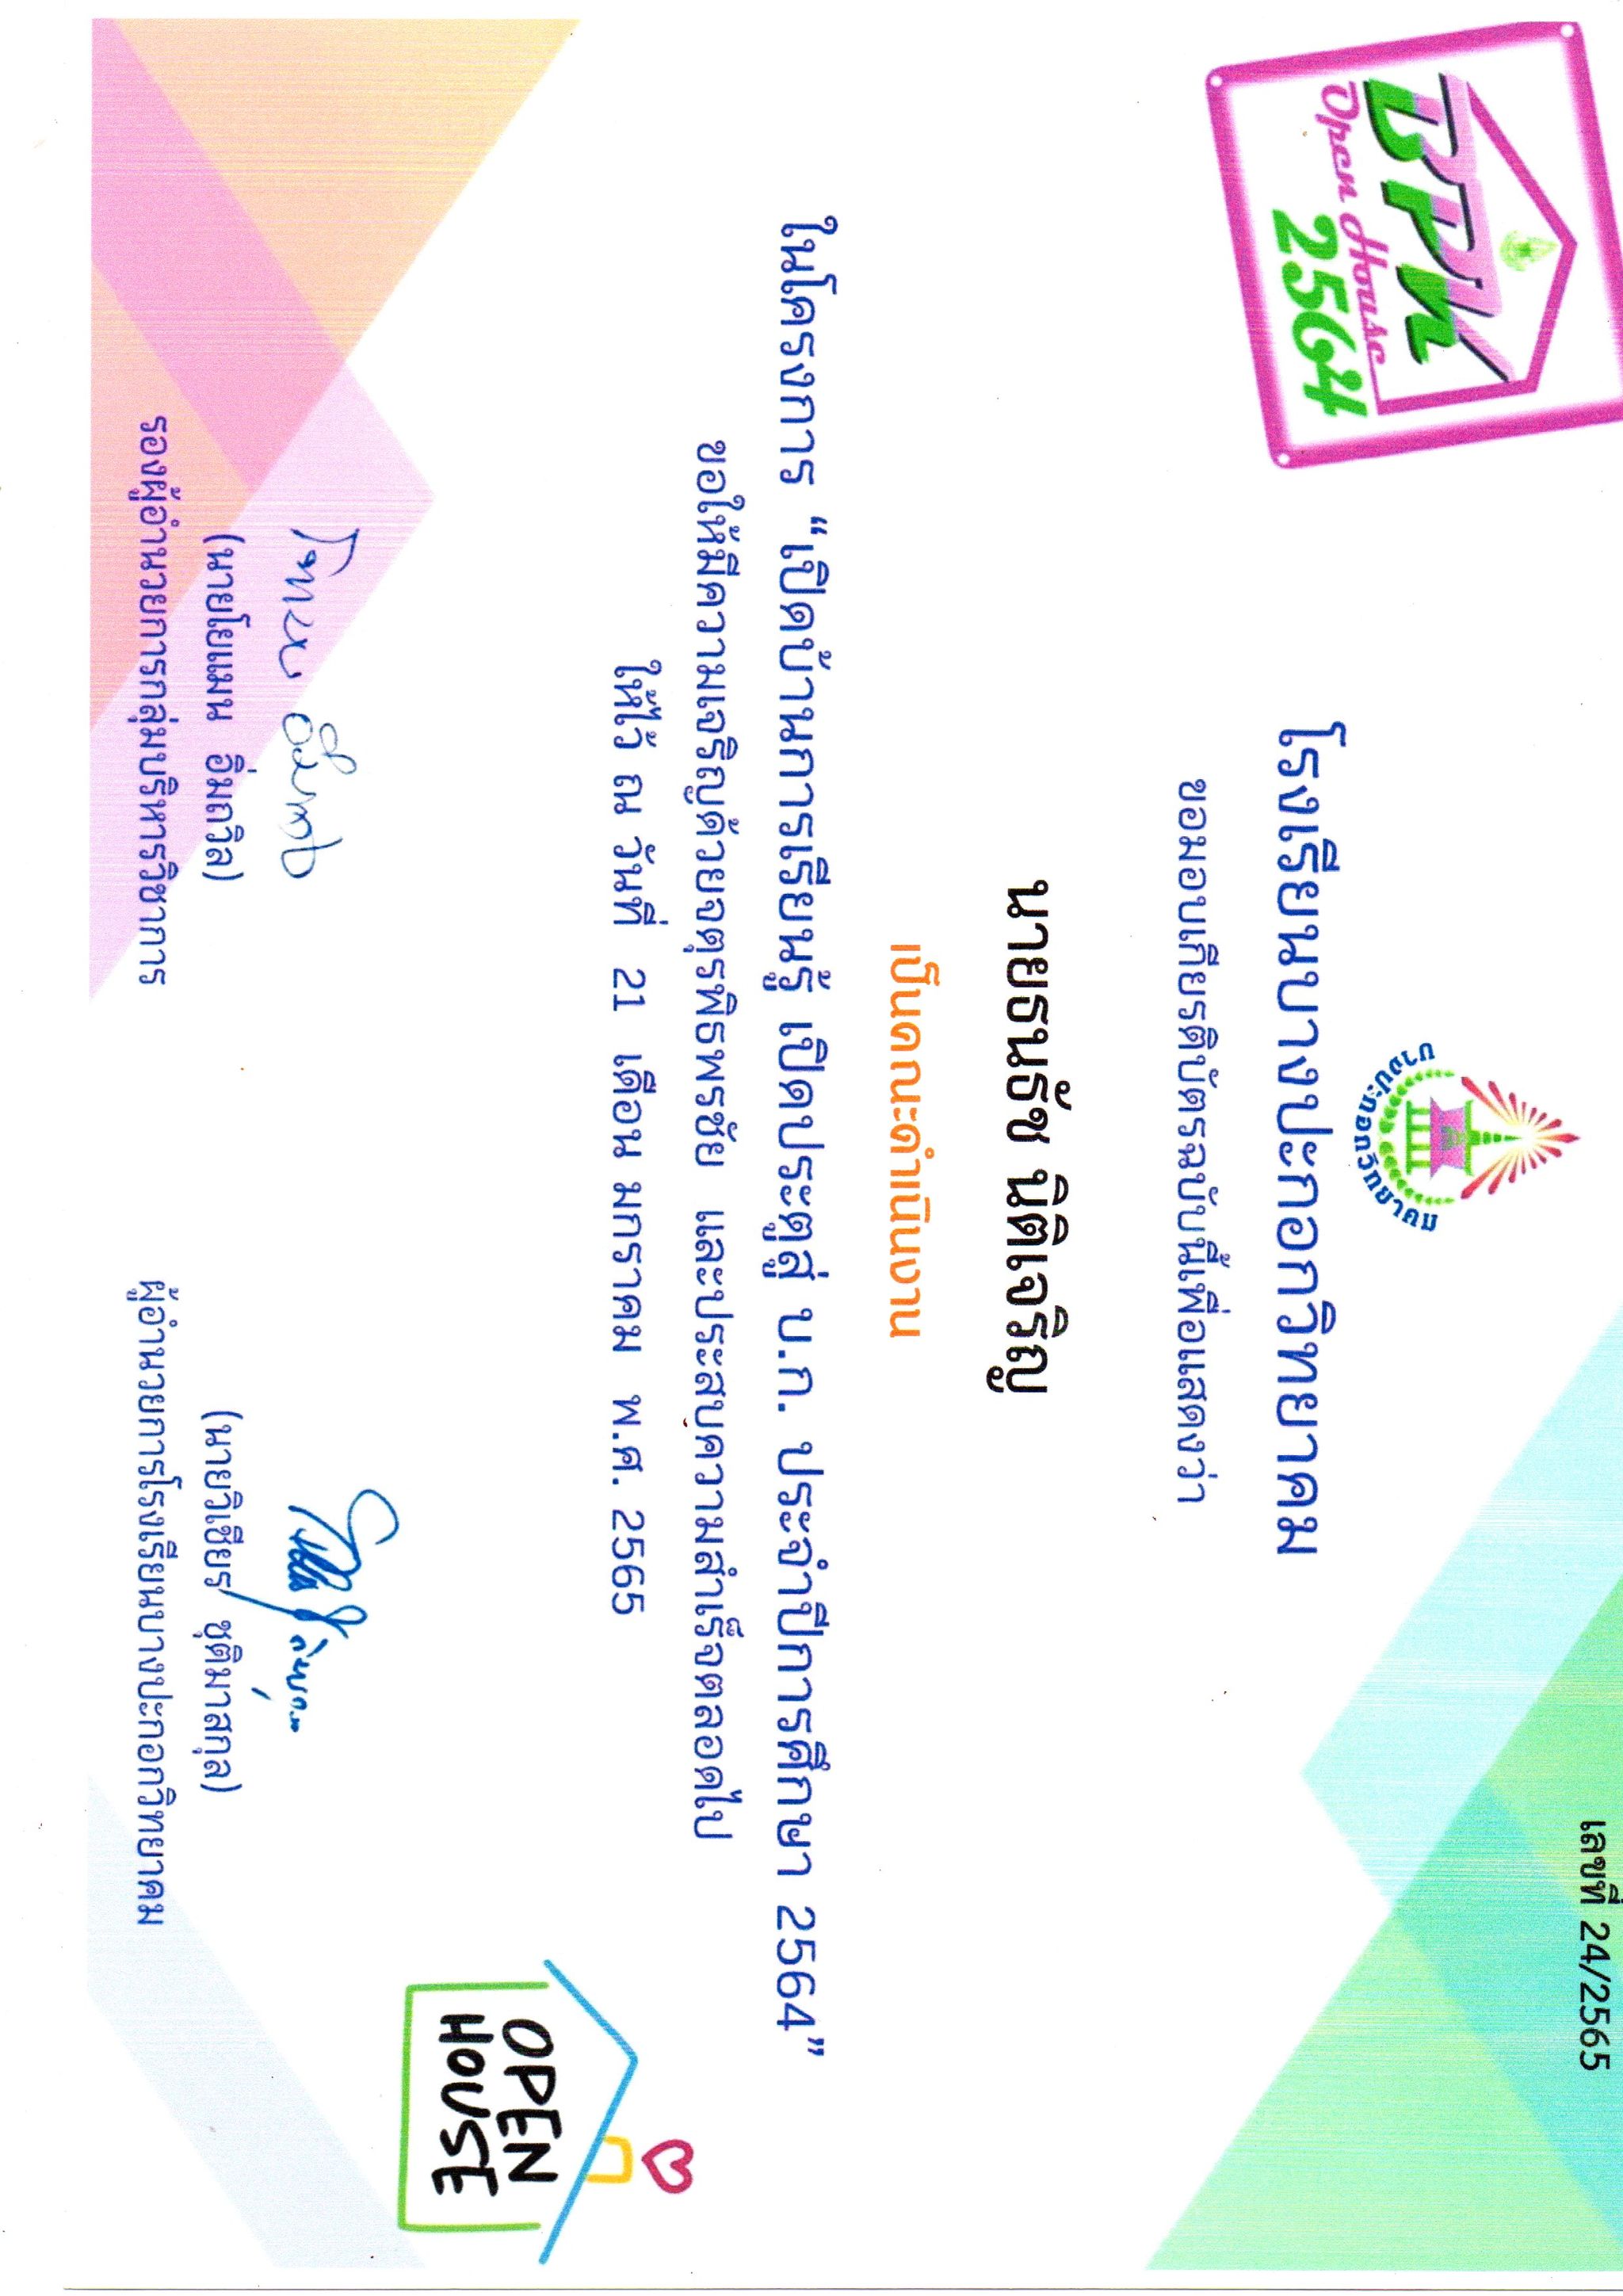 เลขที่ 24/2565
BPK
Open House
2564
บางปะกอกวิทยาคม
โรงเรียนบางปะกอกวิทยาคม
ขอมอบเกียรติบัตรฉบับนี้เพื่อแสดงว่า
นายธนธัช นิติเจริญ
เป็นคณะดำเนินงาน
ในโครงการ “เปิดบ้านการเรียนรู้ เปิดประตูสู่ บ.ก. ประจำปีการศึกษา 2564”
ขอให้มีความเจริญด้วยจตุรพิธพรชัย และประสบความสำเร็จตลอดไป
ให้ไว้ ณ วันที่ 21 เดือน มกราคม พ.ศ. 2565
OPEN
HOUSE
(นายโยแมน อิ่มถวิล) (นายวิเชียร ชุติมาสกุล)
รองผู้อำนวยการกลุ่มบริหารวิชาการ ผู้อำนวยการโรงเรียนบางปะกอกวิทยาคม